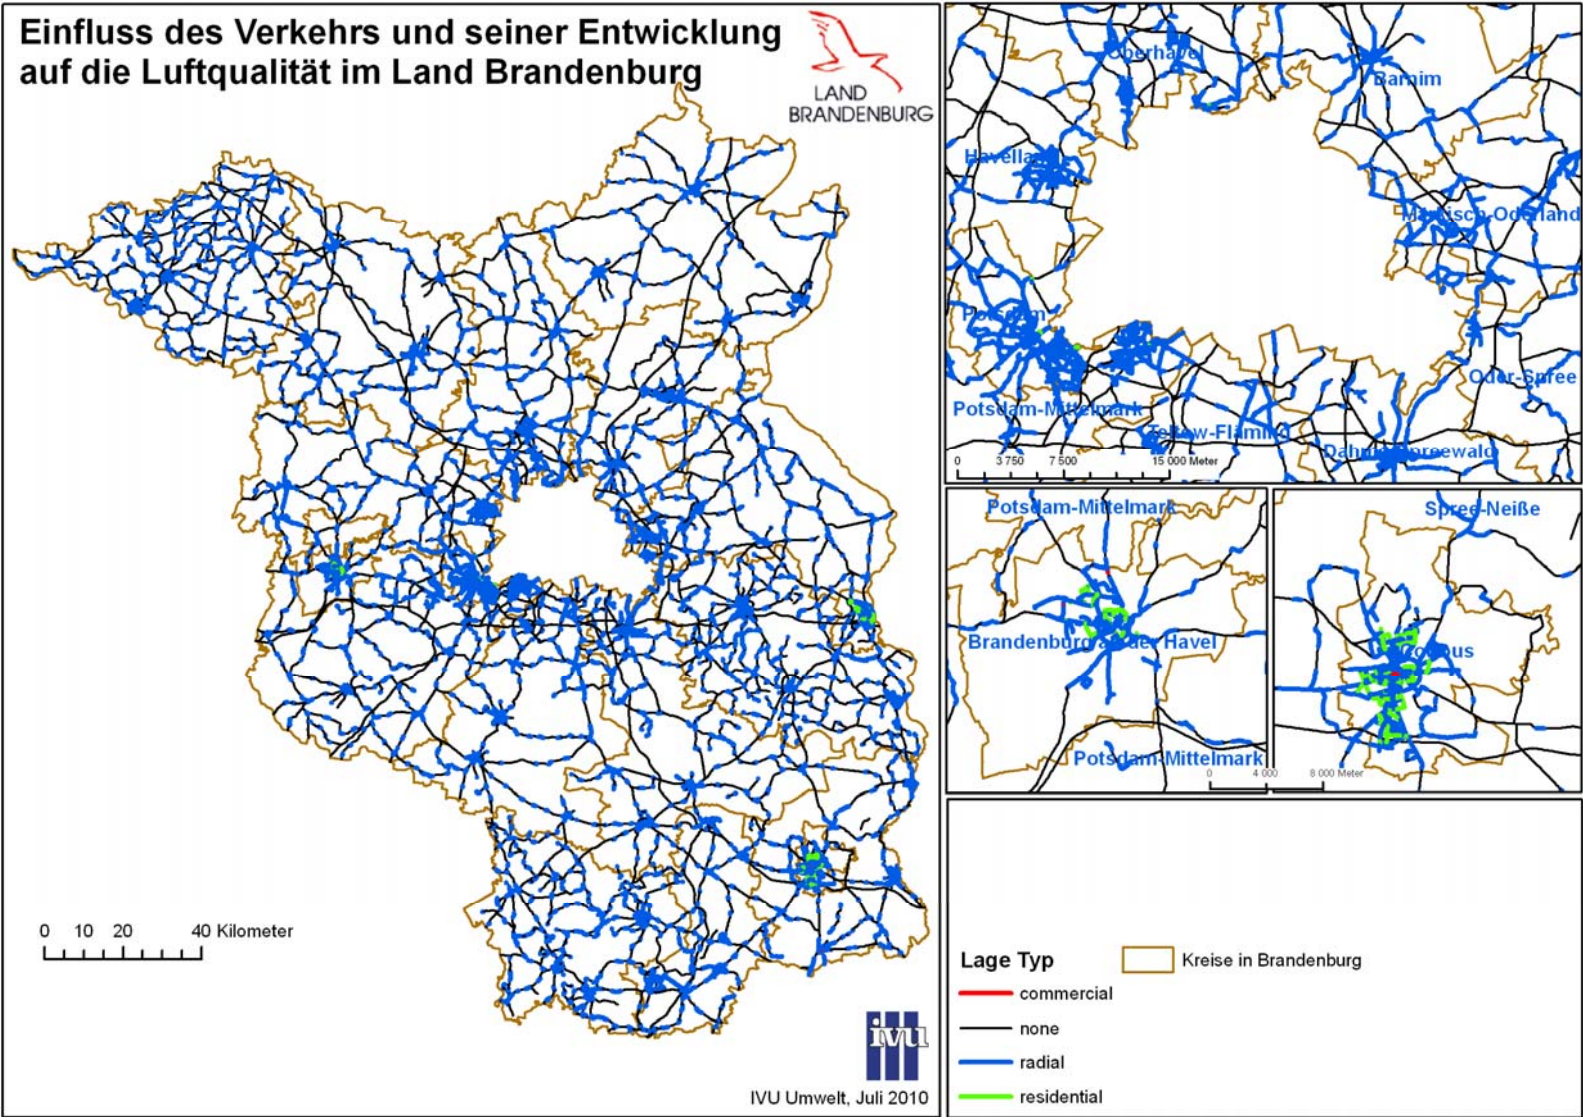 Einfluss des Verkehrs und seiner Entwicklung
auf die Luftqualität im Land Brandenburg
LAND
BRANDENBURG
0 10 20 40 Kilometer
ivu
IVU Umwelt, Juli 2010
Oberhavel
Barnim
Havelland
Märkisch-Oderland
Potsdam
Oder-Spree
Potsdam-Mittelmark
Teltow-Fläming
Dahme-Spreewald
0 3 750 7 500 15 000 Meter
Potsdam-Mittelmark
Brandenburg an der Havel
Potsdam-Mittelmark
Spree-Neiße
Cottbus
0 4 000 8 000 Meter
Lage Typ
Kreise in Brandenburg
commercial
none
radial
residential